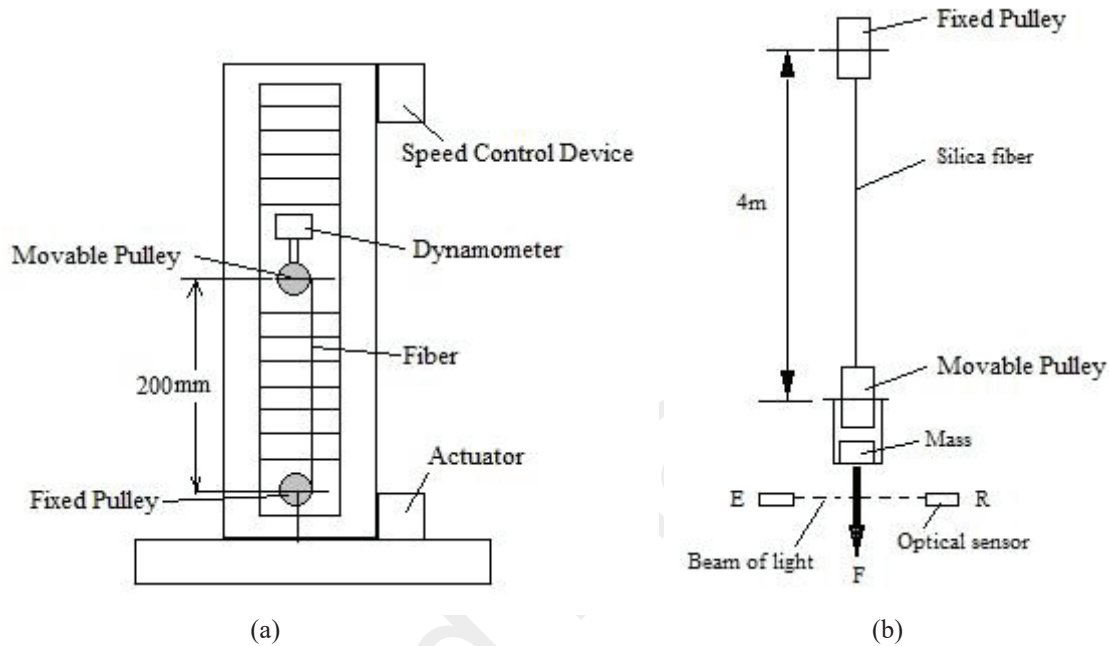 Speed Control Device
Dynamometer
Movable Pulley
Fiber
200mm
Actuator
Fixed Pulley
(a)
Fixed Pulley
Silica fiber
4m
Movable Pulley
Mass
E
R
Optical sensor
Beam of light
F
(b)